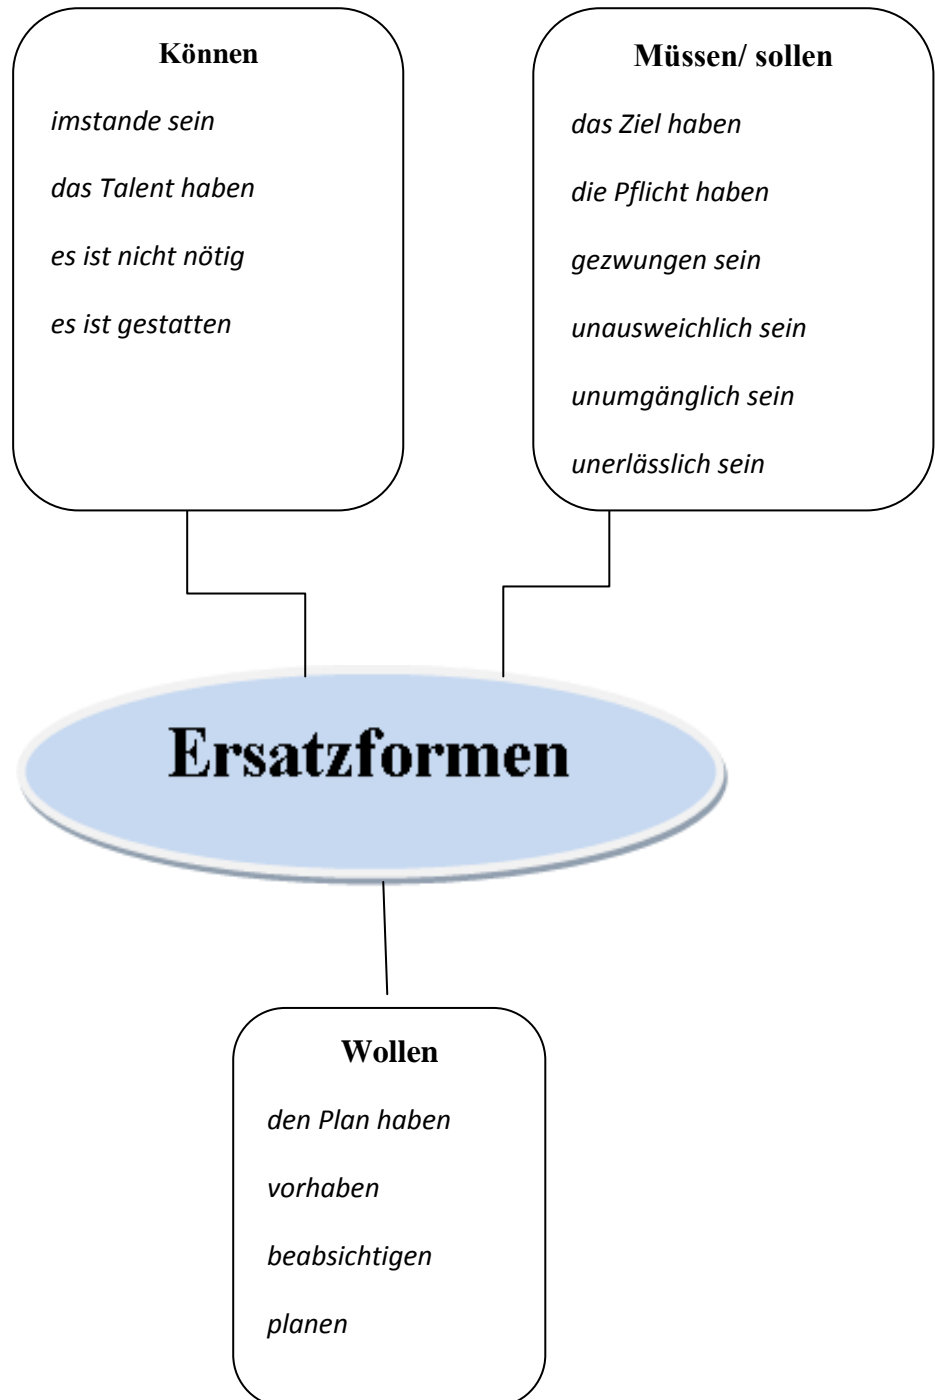 Können
imstande sein
das Talent haben
es ist nicht nötig
es ist gestatten
Müssen/ sollen
das Ziel haben
die Pflicht haben
gezwungen sein
unausweichlich sein
unumgänglich sein
unerlässlich sein
Ersatzformen
Wollen
den Plan haben
vorhaben
beabsichtigen
planen